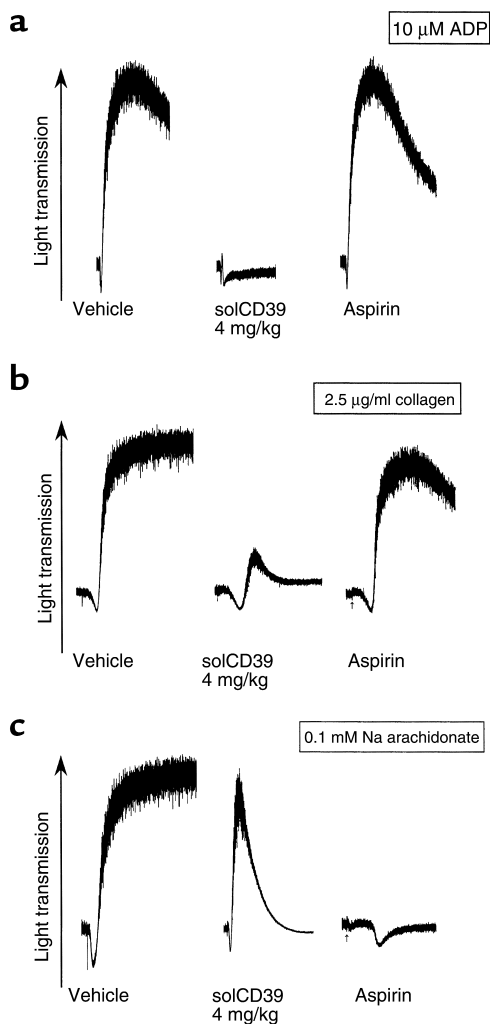 a
10 μM ADP
Light transmission
Vehicle
solCD39
4 mg/kg
Aspirin
b
2.5 μg/ml collagen
Light transmission
Vehicle
solCD39
4 mg/kg
Aspirin
c
0.1 mM Na arachidonate
Light transmission
Vehicle
solCD39
4 mg/kg
Aspirin